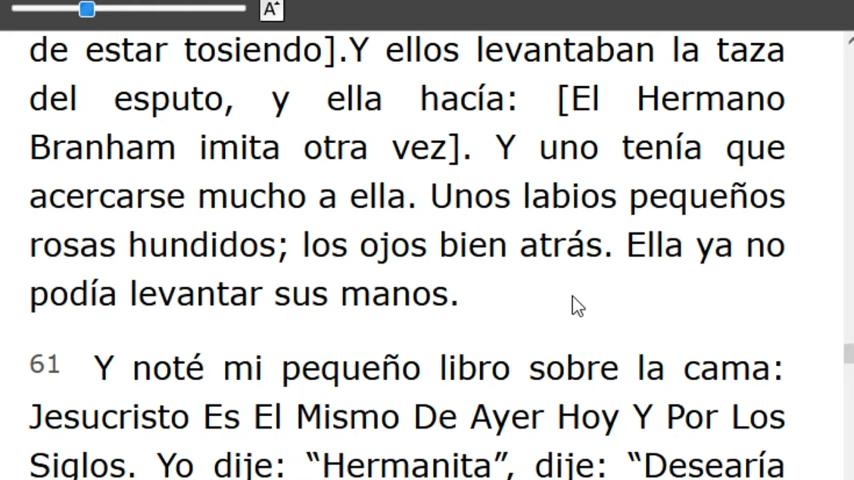 A
de estar tosiendo].Y ellos levantaban la taza
del esputo, y ella hacía: [El Hermano
Branham imita otra vez]. Y uno tenía que
acercarse mucho a ella. Unos labios pequeños
rosas hundidos; los ojos bien atrás. Ella ya no
podía levantar sus manos.
61 Y noté mi pequeño libro sobre la cama:
Jesucristo Es El Mismo De Ayer Hoy Y Por Los
Siglos. Yo dije: “Hermanita”, dije: “Desearía